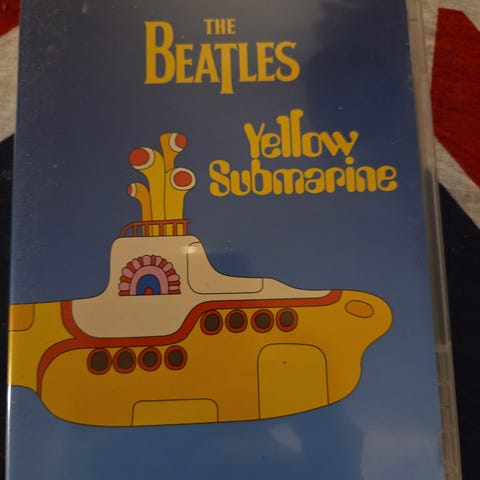 THE
BEATLES
Yellow
Submarine